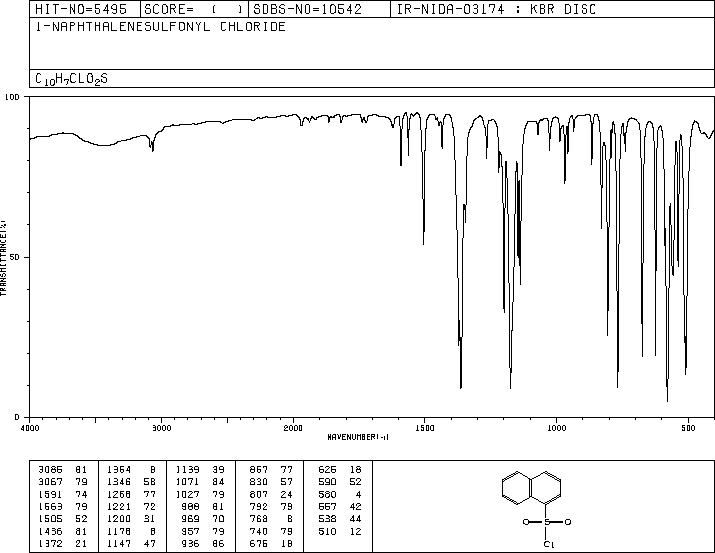 HIT-NO=5495 SCORE= ( ) SDBS-NO=10542 IR-NIDA-03174 : KBR DISC
1-NAPHTHALENESULFONYL CHLORIDE
C10H7CLO2S
100
50
0
TRANSMITTANCE(%)
4000 3000 2000 1500 1000 500
WAVENUMBER(-1)
3085 81 1364 8 1139 39 867 77 625 18
3067 79 1346 58 1071 84 830 57 590 52
1591 74 1268 77 1027 79 807 24 580 4
1563 79 1221 72 988 81 792 79 557 42
1505 52 1200 31 969 70 768 8 538 44
1436 81 1178 8 957 79 740 79 510 12
1372 21 1147 47 936 86 676 18
O S O
Cl